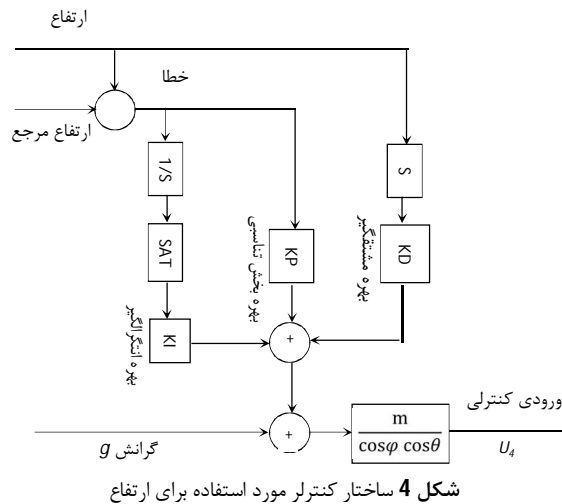 ارتفاع
خطا
ارتفاع مرجع
1/S
S
SAT
KP
KD
بهره بخش تناسبی
بهره مشتقگیر
KI
بهره انتگرالگیر
+
+
ورودی کنترلی
m
cosφ cosθ
گرانش g
U₄
شکل 4 ساختار کنترلر مورد استفاده برای ارتفاع